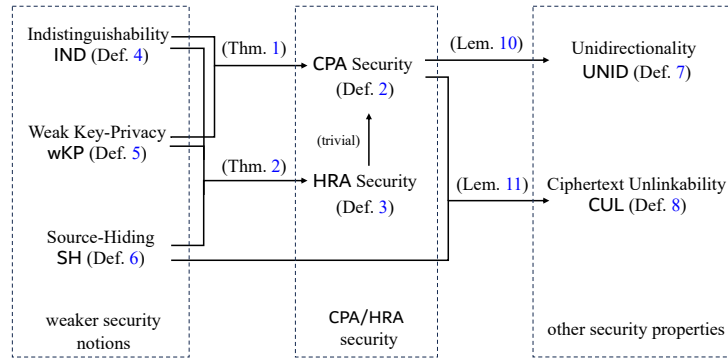 Indistinguishability
IND (Def. 4)
(Thm. 1)
CPA Security
(Def. 2)
(Lem. 10)
Unidirectionality
UNID (Def. 7)
Weak Key-Privacy
wKP (Def. 5)
(trivial)
(Thm. 2)
HRA Security
(Def. 3)
(Lem. 11)
Ciphertext Unlinkability
CUL (Def. 8)
Source-Hiding
SH (Def. 6)
weaker security
notions
CPA/HRA
security
other security properties